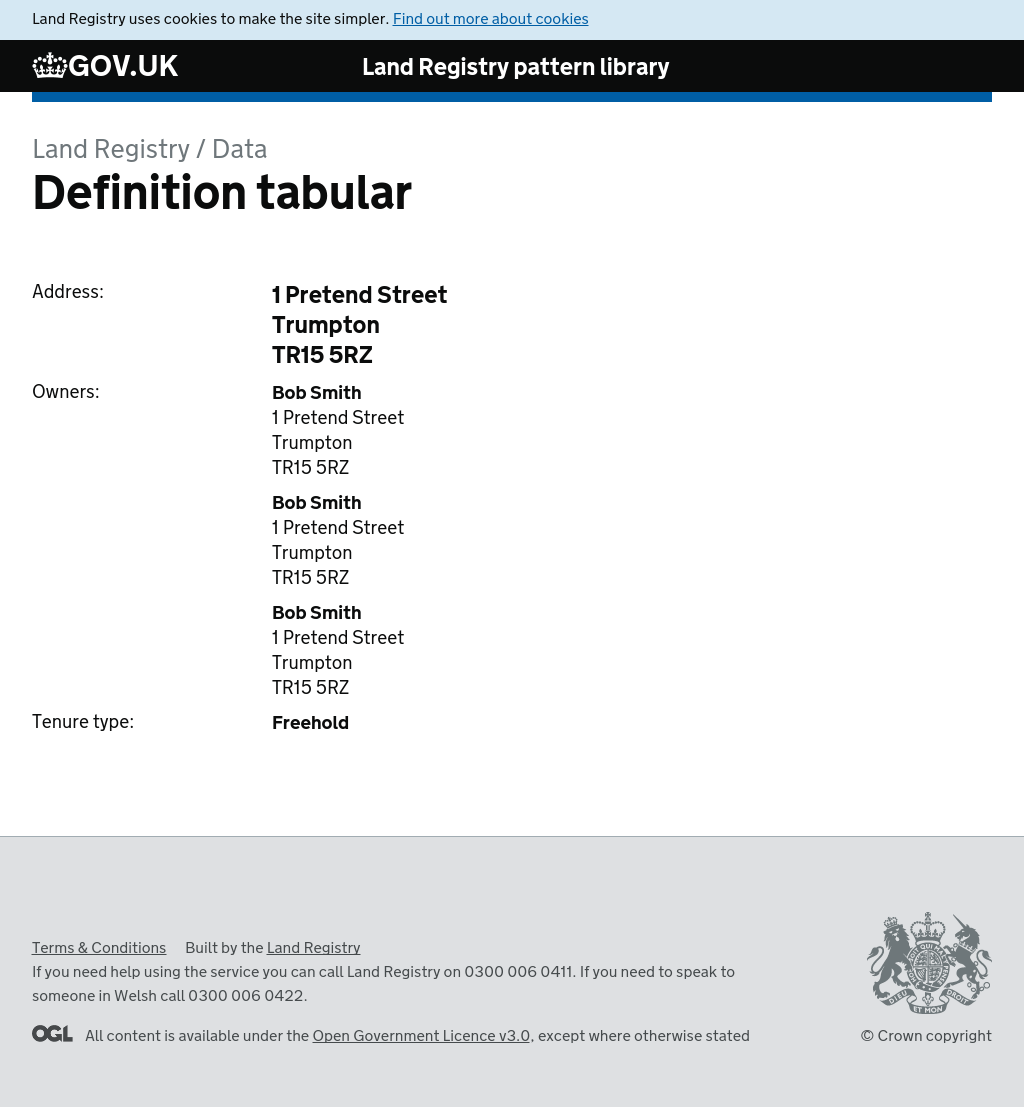 Land Registry uses cookies to make the site simpler. Find out more about cookies
GOV.UK
Land Registry pattern library
Land Registry / Data
Definition tabular
Address:
1 Pretend Street
Trumpton
TR15 5RZ
Owners:
Bob Smith
1 Pretend Street
Trumpton
TR15 5RZ
Bob Smith
1 Pretend Street
Trumpton
TR15 5RZ
Bob Smith
1 Pretend Street
Trumpton
TR15 5RZ
Tenure type:
Freehold
Terms & Conditions Built by the Land Registry
If you need help using the service you can call Land Registry on 0300 006 0411. If you need to speak to
someone in Welsh call 0300 006 0422.
OGL
All content is available under the Open Government Licence v3.0, except where otherwise stated
DIEU ET MON DROIT
© Crown copyright